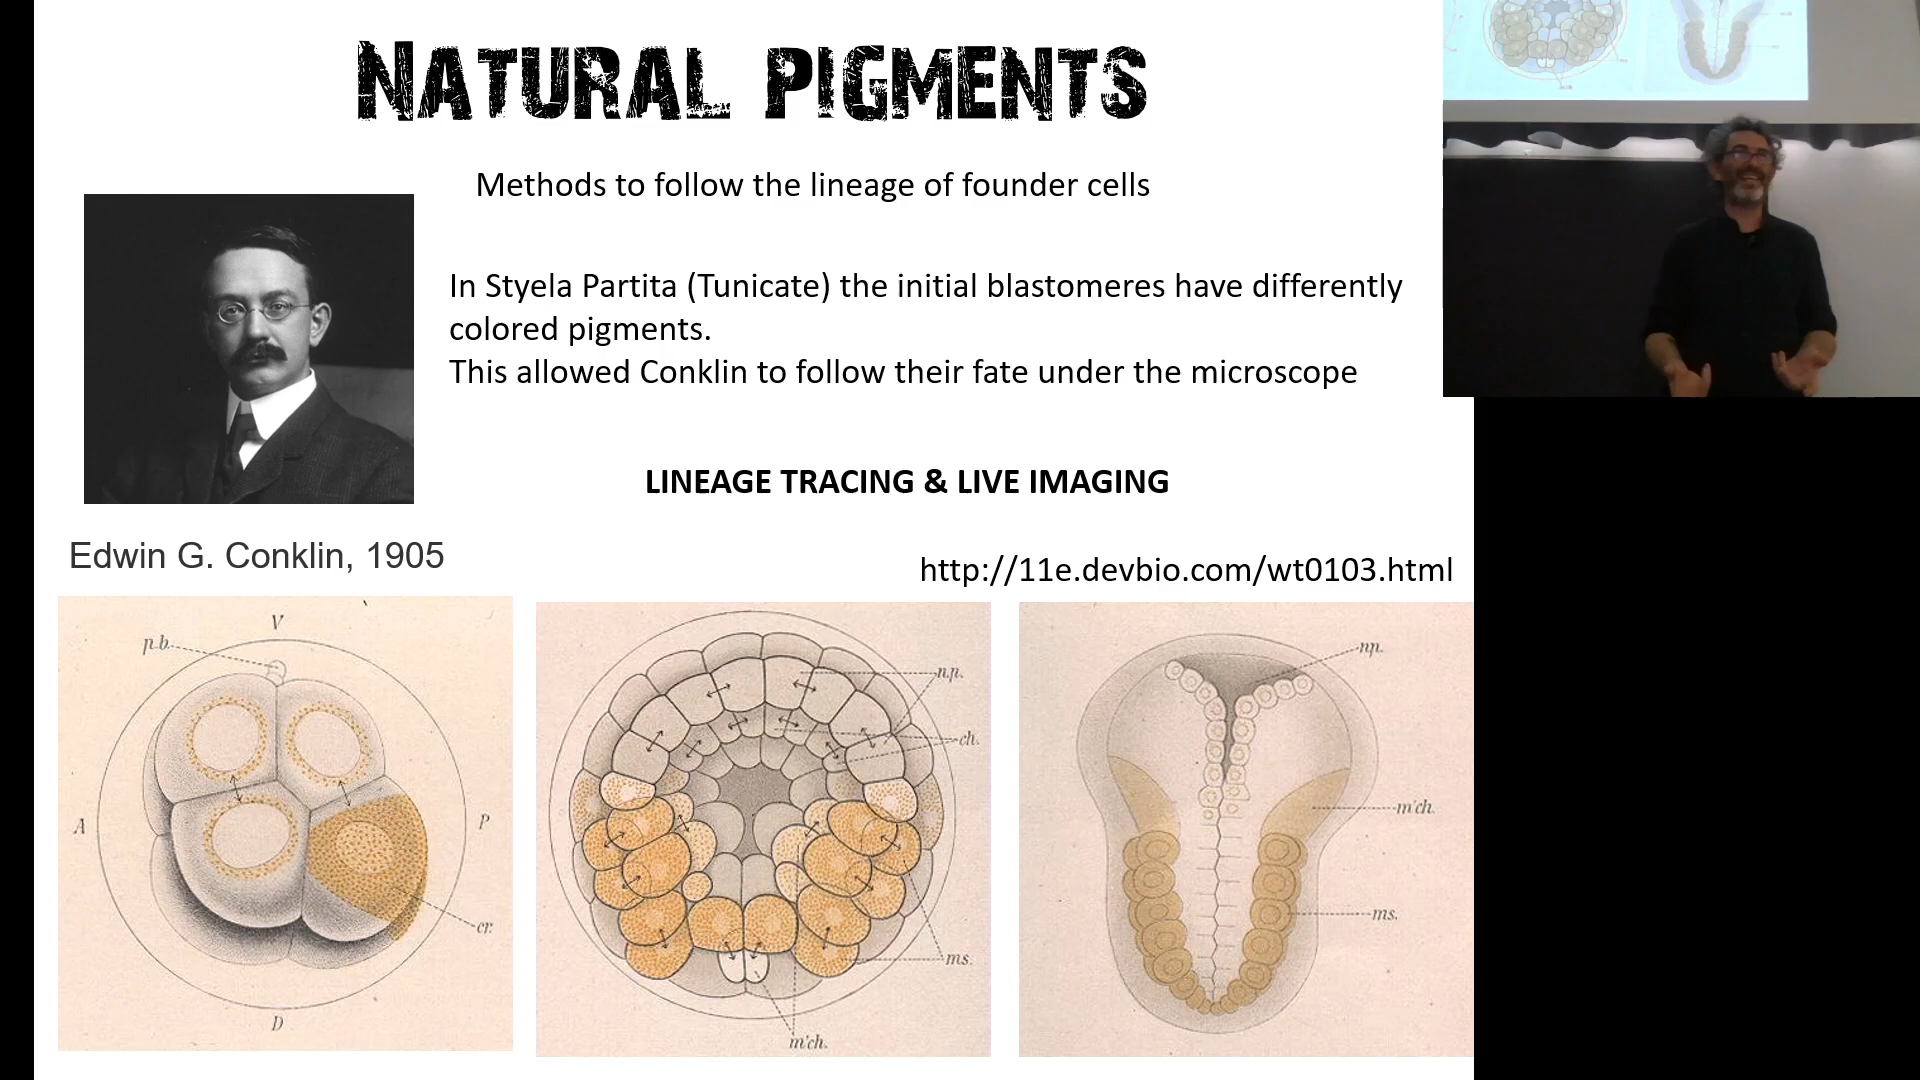 NATURAL PIGMENTS
Methods to follow the lineage of founder cells
In Styela Partita (Tunicate) the initial blastomeres have differently
colored pigments.
This allowed Conklin to follow their fate under the microscope
LINEAGE TRACING & LIVE IMAGING
Edwin G. Conklin, 1905
http://11e.devbio.com/wt0103.html
V
p.b.
A
P
cr.
D
n.p.
ch.
ms.
m'ch.
np.
m'ch.
ms.